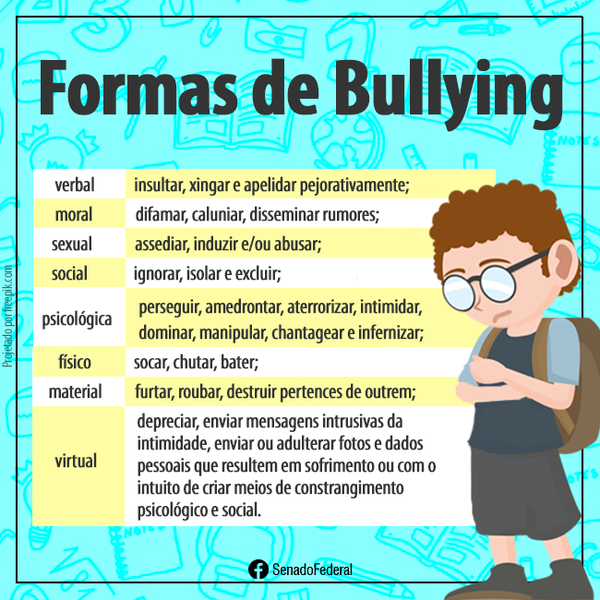 Formas de Bullying
verbal insultar, xingar e apelidar pejorativamente;
moral difamar, caluniar, disseminar rumores;
sexual assediar, induzir e/ou abusar;
social ignorar, isolar e excluir;
psicológica perseguir, amedrontar, aterrorizar, intimidar,
dominar, manipular, chantagear e infernizar;
físico socar, chutar, bater;
material furtar, roubar, destruir pertences de outrem;
virtual depreciar, enviar mensagens intrusivas da
intimidade, enviar ou adulterar fotos e dados
pessoais que resultem em sofrimento ou com o
intuito de criar meios de constrangimento
psicológico e social.
SenadoFederal
Projetado por freepik.com
NOTES
NOTES